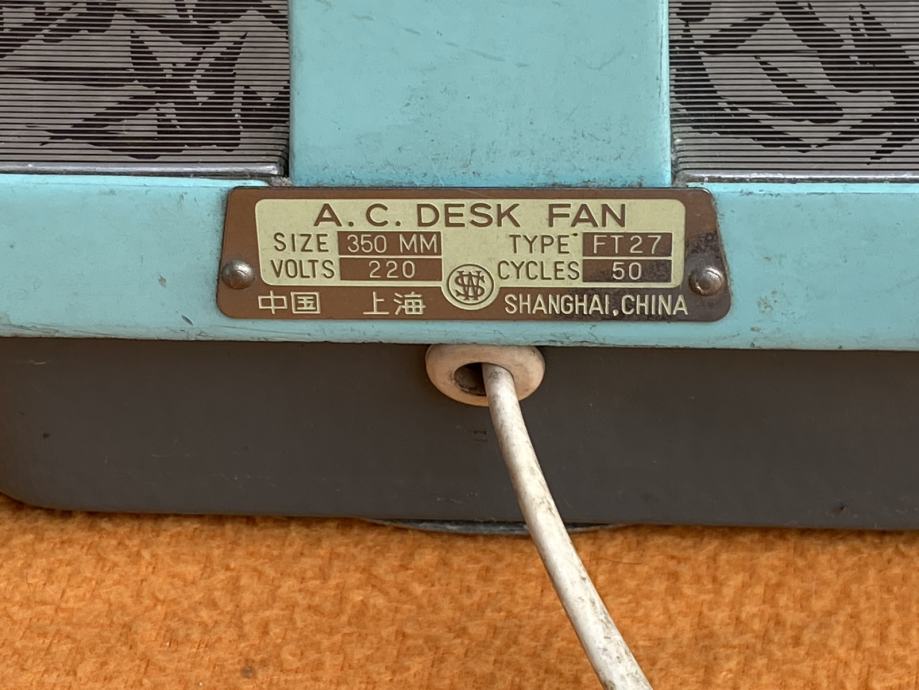 A.C. DESK FAN
SIZE 350 MM TYPE FT27
VOLTS 220 CYCLES 50
中国 上海 SHANGHAI, CHINA